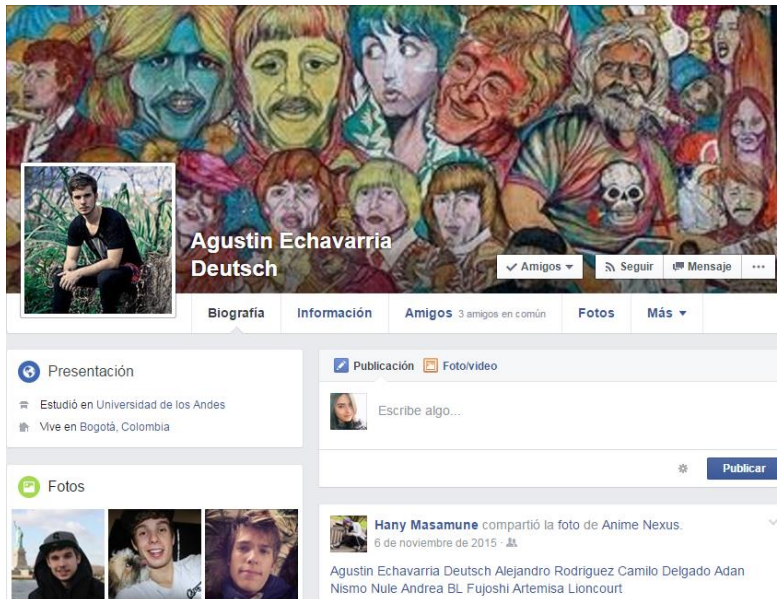 Agustin Echavarria
Deutsch
Amigos
Seguir
Mensaje
Biografía
Información
Amigos 3 amigos en común
Fotos
Más
Presentación
Estudió en Universidad de los Andes
Vive en Bogotá, Colombia
Fotos
Publicación
Foto/video
Escribe algo...
Publicar
Hany Masamune compartió la foto de Anime Nexus.
6 de noviembre de 2015 ·
Agustin Echavarria Deutsch Alejandro Rodriguez Camilo Delgado Adan
Nismo Nule Andrea BL Fujoshi Artemisa Lioncourt